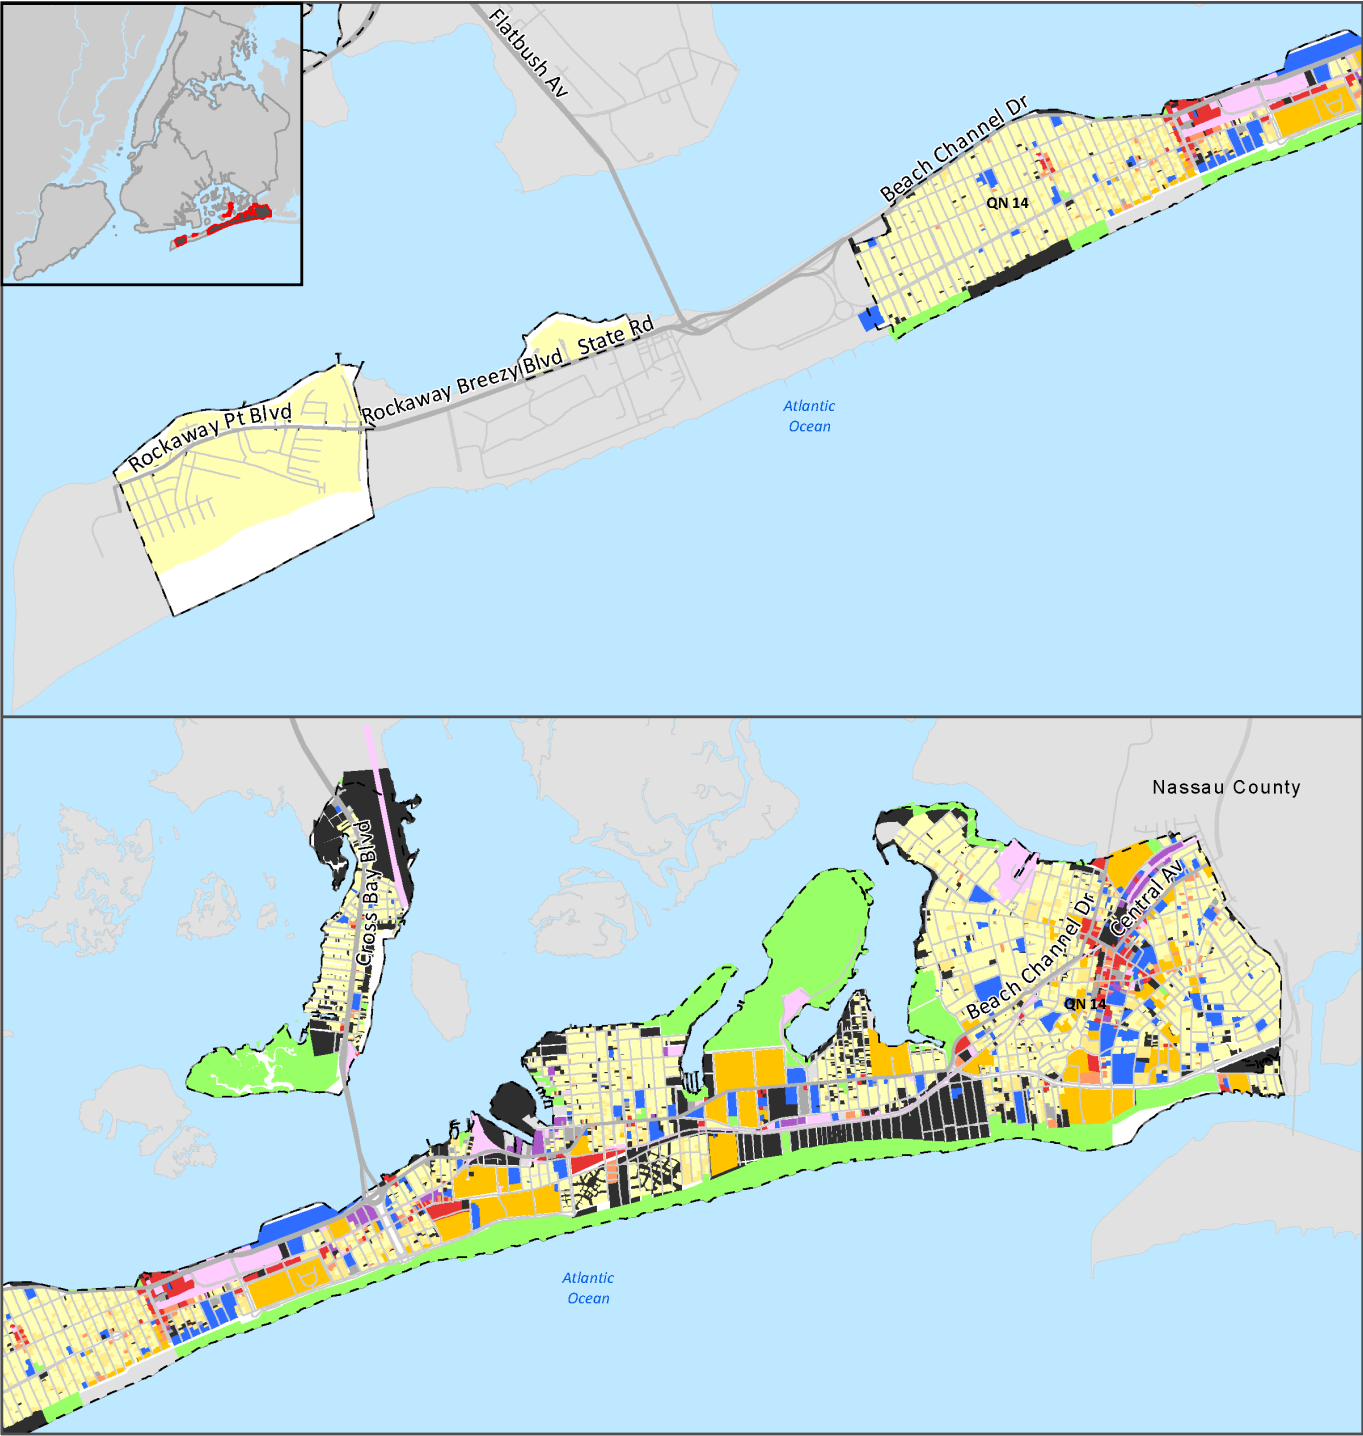 Flatbush Av
Beach Channel Dr
QN 14
Rockaway Pt Blvd
Rockaway Breezy Blvd
State Rd
Atlantic
Ocean
Nassau County
Cross Bay Blvd
Central Av
Beach Channel Dr
QN 14
Atlantic
Ocean